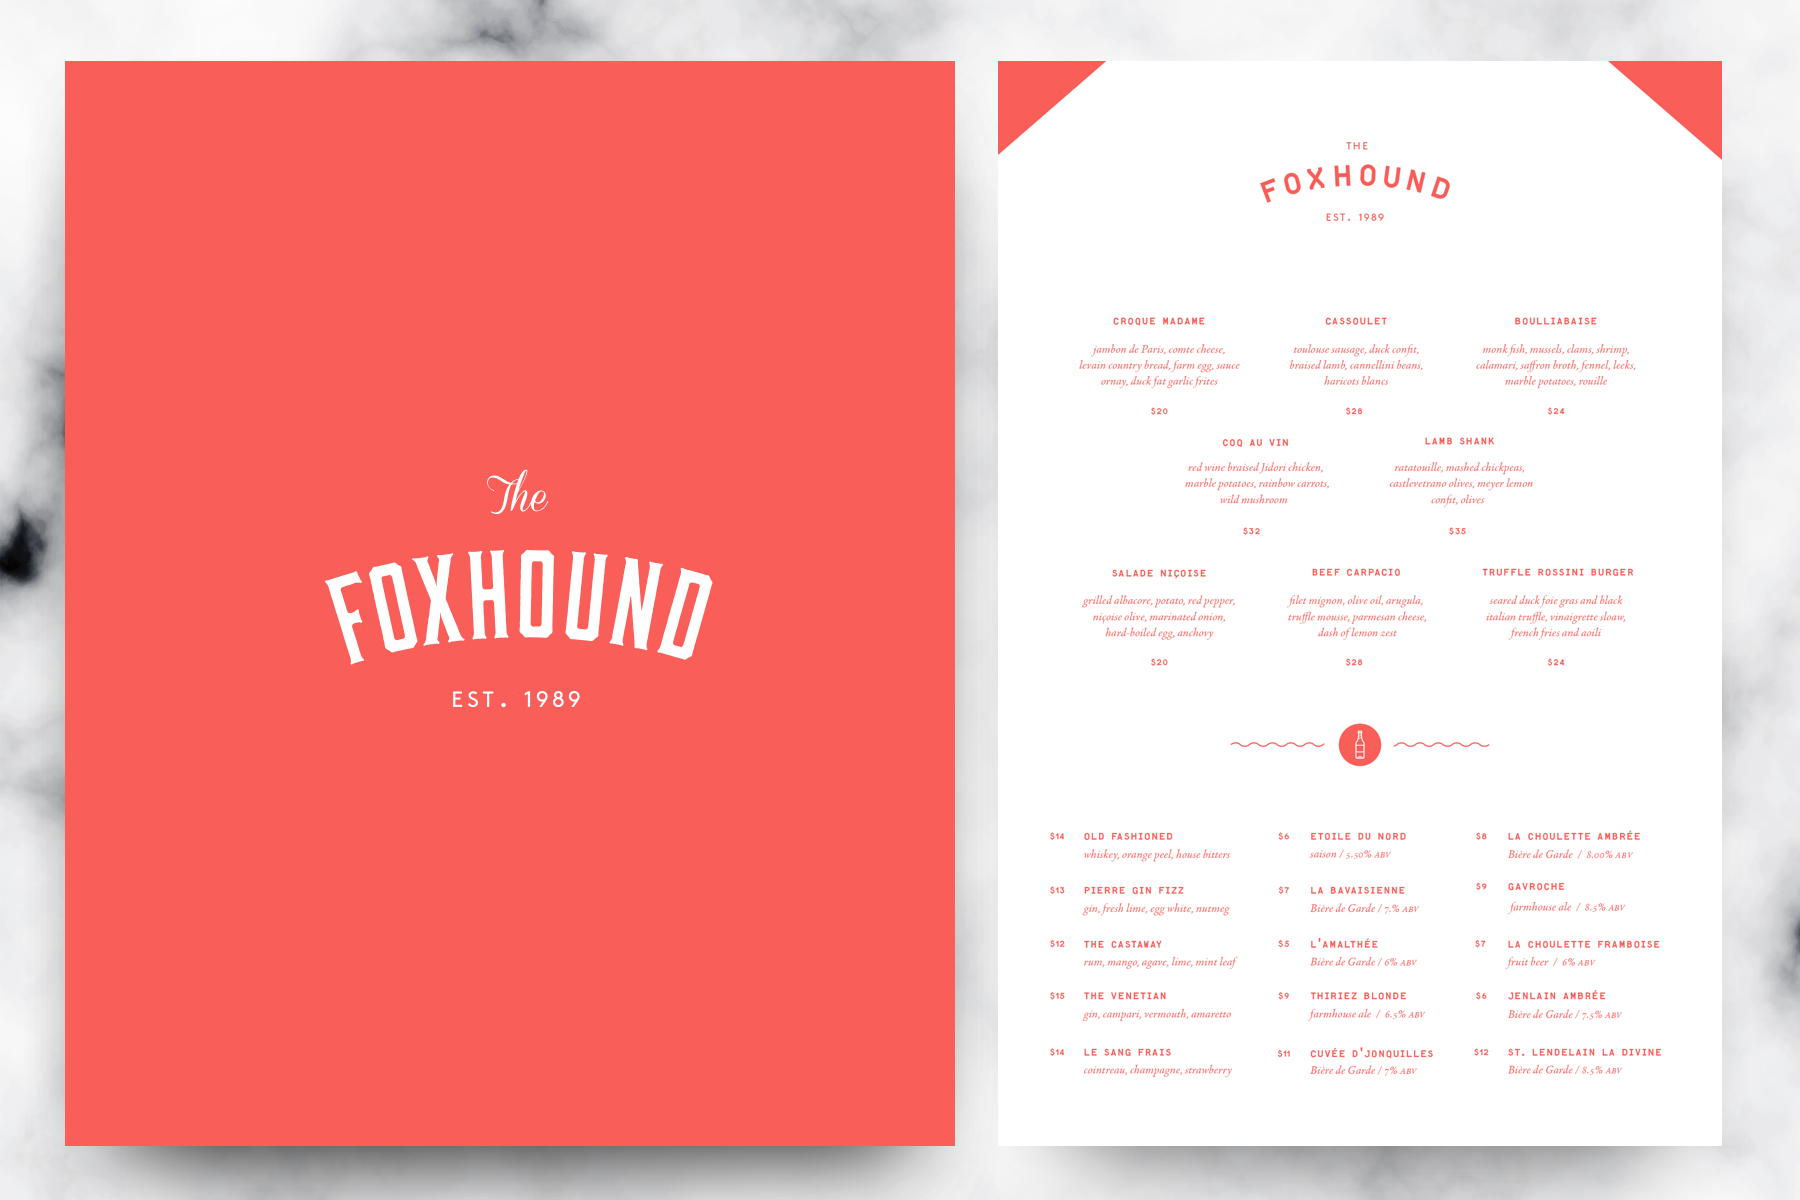 The
FOXHOUND
EST. 1989
THE
FOXHOUND
EST. 1989
CROQUE MADAME
jambon de Paris, comte cheese,
levain country bread, farm egg, sauce
ornay, duck fat garlic frites
$20
CASSOULET
toulouse sausage, duck confit,
braised lamb, cannellini beans,
haricots blancs
$28
BOULLIABAISE
monk fish, mussels, clams, shrimp,
calamari, saffron broth, fennel, leeks,
marble potatoes, rouille
$24
COQ AU VIN
red wine braised Jidori chicken,
marble potatoes, rainbow carrots,
wild mushroom
$32
LAMB SHANK
ratatouille, mashed chickpeas,
castlevetrano olives, meyer lemon
confit, olives
$35
SALADE NIÇOISE
grilled albacore, potato, red pepper,
niçoise olive, marinated onion,
hard-boiled egg, anchovy
$20
BEEF CARPACIO
filet mignon, olive oil, arugula,
truffle mousse, parmesan cheese,
dash of lemon zest
$28
TRUFFLE ROSSINI BURGER
seared duck foie gras and black
italian truffle, vinaigrette sloaw,
french fries and aoili
$24
$14 OLD FASHIONED
whiskey, orange peel, house bitters
$13 PIERRE GIN FIZZ
gin, fresh lime, egg white, nutmeg
$12 THE CASTAWAY
rum, mango, agave, lime, mint leaf
$15 THE VENETIAN
gin, campari, vermouth, amaretto
$14 LE SANG FRAIS
cointreau, champagne, strawberry
$6 ETOILE DU NORD
saison / 5.50% ABV
$7 LA BAVAISIENNE
Bière de Garde / 7.% ABV
$5 L'AMALTHÉE
Bière de Garde / 6% ABV
$9 THIRIEZ BLONDE
farmhouse ale / 6.5% ABV
$11 CUVÉE D'JONQUILLES
Bière de Garde / 7% ABV
$8 LA CHOULETTE AMBRÉE
Bière de Garde / 8.00% ABV
$9 GAVROCHE
farmhouse ale / 8.5% ABV
$7 LA CHOULETTE FRAMBOISE
fruit beer / 6% ABV
$6 JENLAIN AMBRÉE
Bière de Garde / 7.5% ABV
$12 ST. LENDELAIN LA DIVINE
Bière de Garde / 8.5% ABV